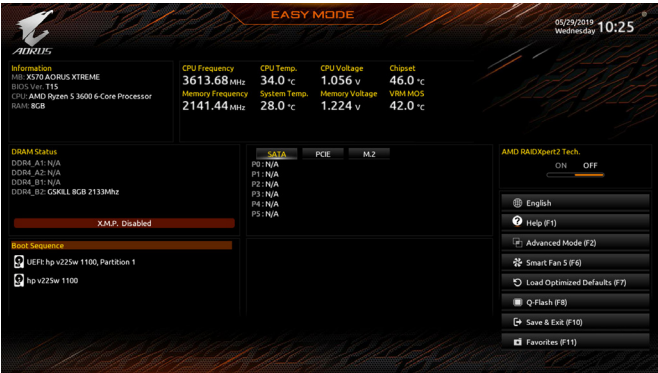 EASY MODE
AORUS
05/29/2019
Wednesday 10:25
Information
MB: X570 AORUS XTREME
BIOS Ver. T15
CPU: AMD Ryzen 5 3600 6-Core Processor
RAM: 8GB
CPU Frequency CPU Temp. CPU Voltage Chipset
3613.68 MHz 34.0 °C 1.056 V 46.0 °C
Memory Frequency System Temp. Memory Voltage VRM MOS
2141.44 MHz 28.0 °C 1.224 V 42.0 °C
DRAM Status
DDR4_A1: N/A
DDR4_A2: N/A
DDR4_B1: N/A
DDR4_B2: GSKILL 8GB 2133Mhz
X.M.P. Disabled
SATA PCIE M.2
P0 : N/A
P1 : N/A
P2 : N/A
P3 : N/A
P4 : N/A
P5 : N/A
AMD RAIDXpert2 Tech.
ON OFF
Boot Sequence
UEFI: hp v225w 1100, Partition 1
hp v225w 1100
English
Help (F1)
Advanced Mode (F2)
Smart Fan 5 (F6)
Load Optimized Defaults (F7)
Q-Flash (F8)
Save & Exit (F10)
Favorites (F11)